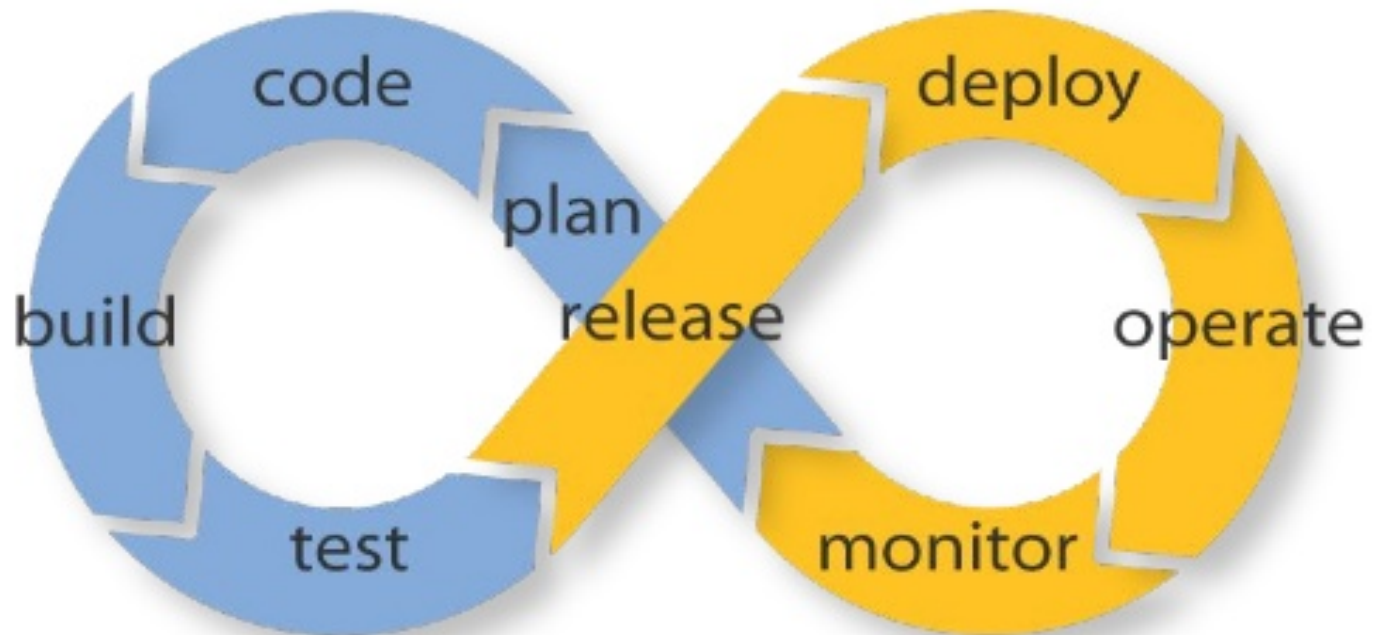 code
deploy
plan
build
release
operate
test
monitor